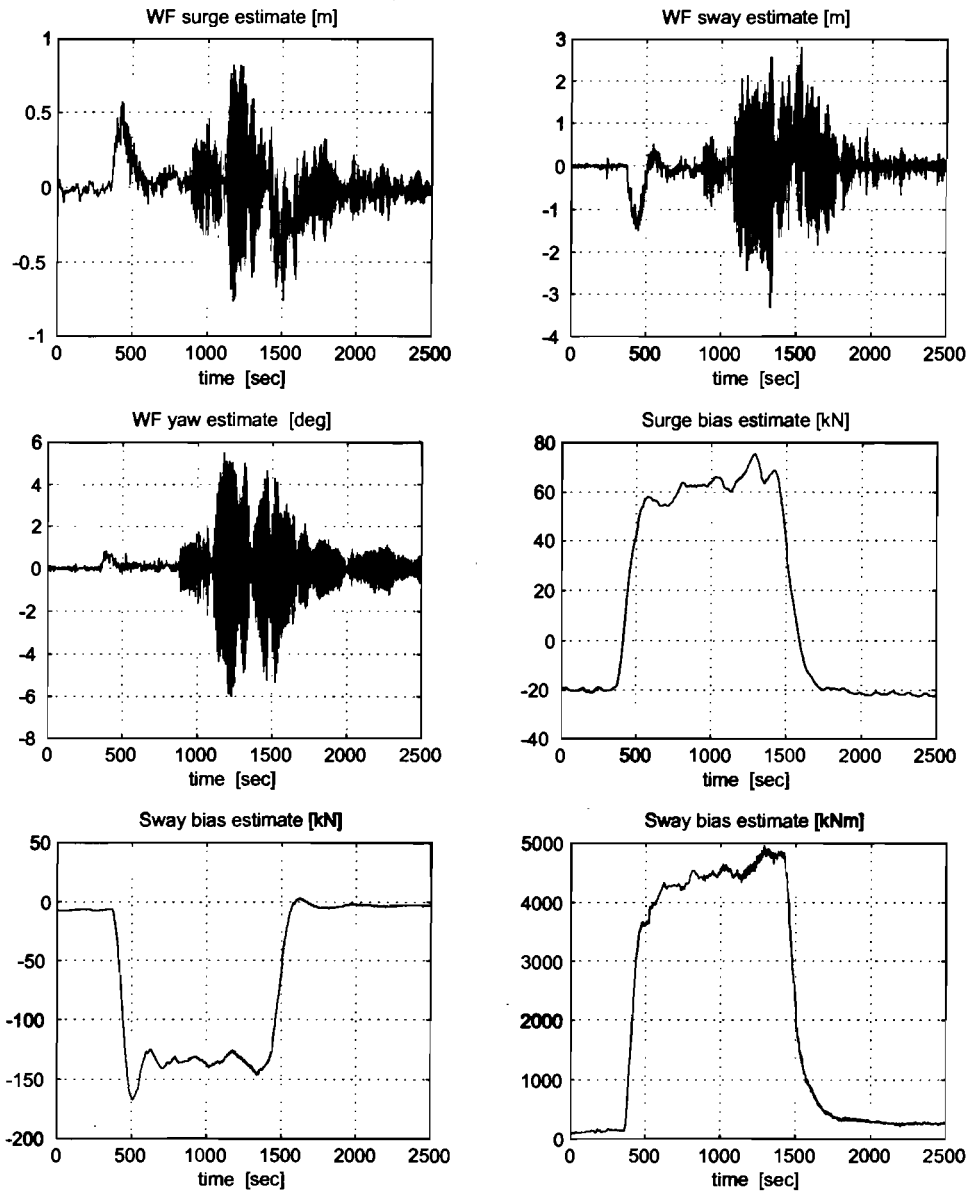 WF surge estimate [m]
1
0.5
0
-0.5
-1
0 500 1000 1500 2000 2500
time [sec]
WF sway estimate [m]
3
2
1
0
-1
-2
-3
-4
0 500 1000 1500 2000 2500
time [sec]
WF yaw estimate [deg]
6
4
2
0
-2
-4
-6
-8
0 500 1000 1500 2000 2500
time [sec]
Surge bias estimate [kN]
80
60
40
20
0
-20
-40
0 500 1000 1500 2000 2500
time [sec]
Sway bias estimate [kN]
50
0
-50
-100
-150
-200
0 500 1000 1500 2000 2500
time [sec]
Sway bias estimate [kNm]
5000
4000
3000
2000
1000
0
0 500 1000 1500 2000 2500
time [sec]